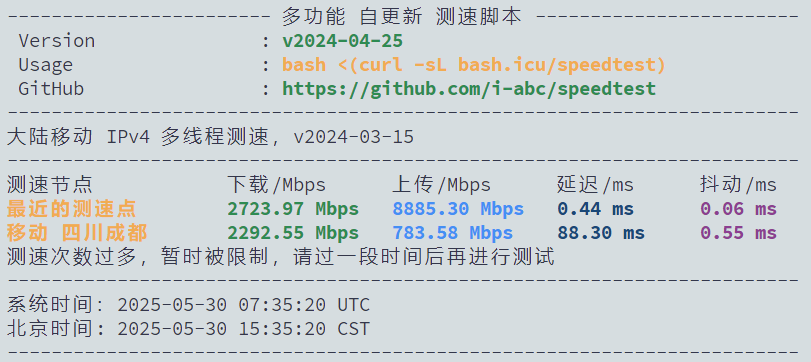 ------------------------ 多功能 自更新 测速脚本 ------------------------
Version : v2024-04-25
Usage : bash <(curl -sL bash.icu/speedtest)
GitHub : https://github.com/i-abc/speedtest
------------------------------------------------------------------------
大陆移动 IPv4 多线程测速, v2024-03-15
------------------------------------------------------------------------
测速节点 下载/Mbps 上传/Mbps 延迟/ms 抖动/ms
最近的测速点 2723.97 Mbps 8885.30 Mbps 0.44 ms 0.06 ms
移动 四川成都 2292.55 Mbps 783.58 Mbps 88.30 ms 0.55 ms
测速次数过多, 暂时被限制, 请过一段时间后再进行测试
------------------------------------------------------------------------
系统时间: 2025-05-30 07:35:20 UTC
北京时间: 2025-05-30 15:35:20 CST
------------------------------------------------------------------------